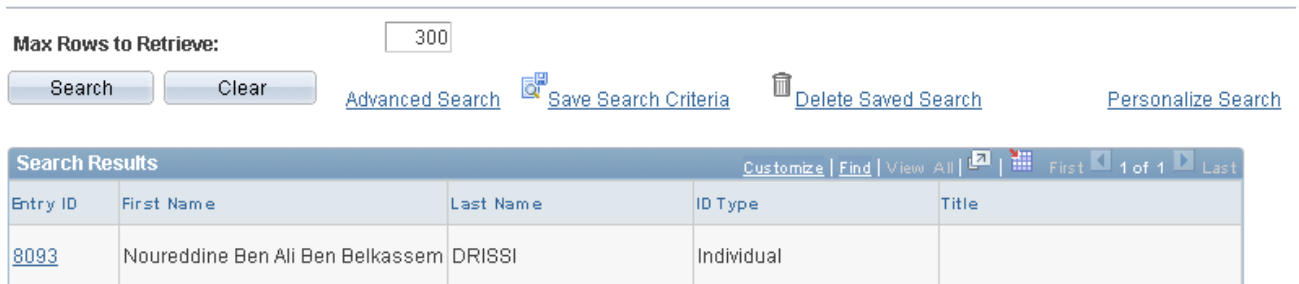 Max Rows to Retrieve: 300
Search Clear Advanced Search Save Search Criteria Delete Saved Search Personalize Search
Search Results Customize | Find | View All | | First 1 of 1 Last
Entry ID First Name Last Name ID Type Title
8093 Noureddine Ben Ali Ben Belkassem DRISSI Individual